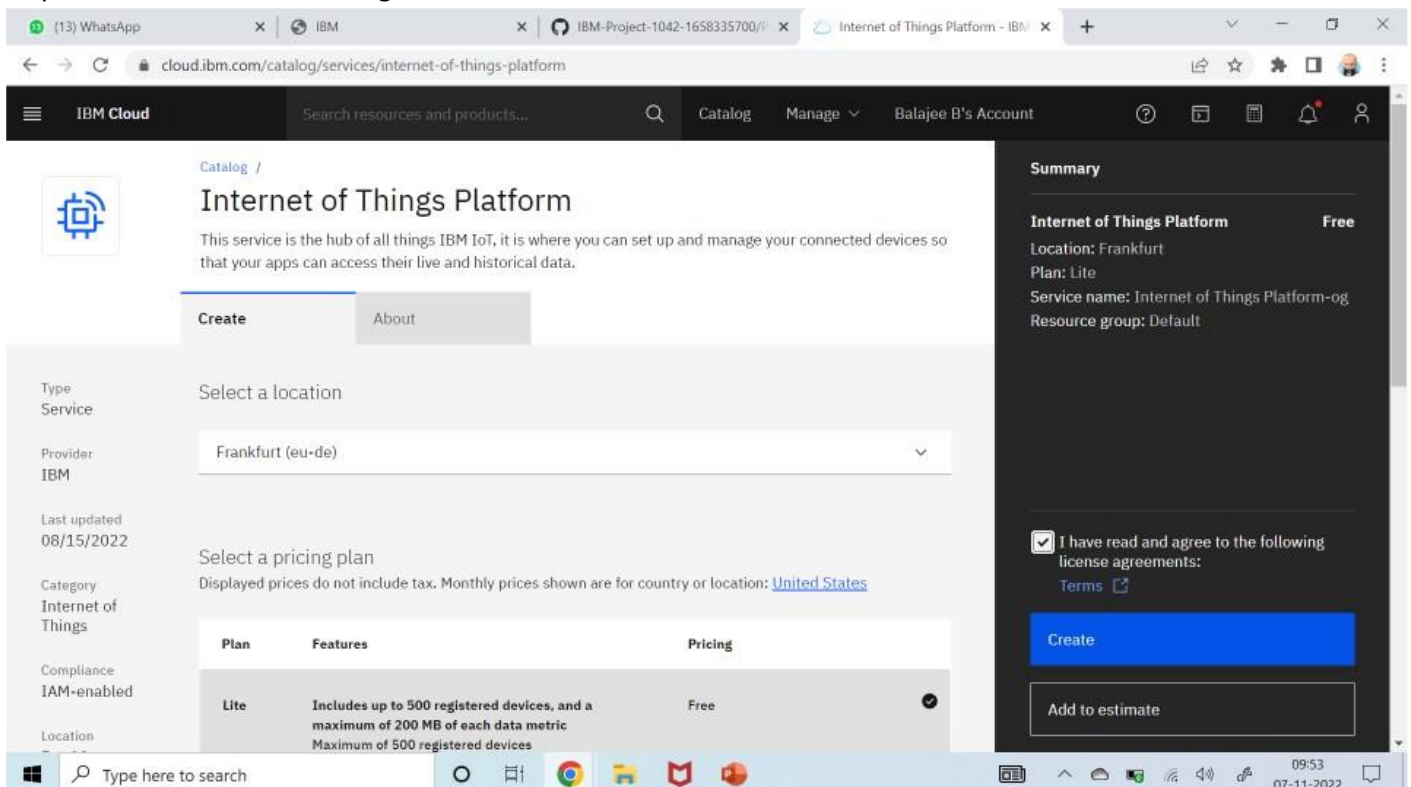 (13) WhatsApp
IBM
IBM-Project-1042-1658335700/
Internet of Things Platform - IBM
cloud.ibm.com/catalog/services/internet-of-things-platform
IBM Cloud
Search resources and products...
Catalog
Manage
Balajee B's Account
Catalog /
Internet of Things Platform
This service is the hub of all things IBM IoT, it is where you can set up and manage your connected devices so
that your apps can access their live and historical data.
Create
About
Type
Service
Provider
IBM
Last updated
08/15/2022
Category
Internet of
Things
Compliance
IAM-enabled
Location
Select a location
Frankfurt (eu-de)
Select a pricing plan
Displayed prices do not include tax. Monthly prices shown are for country or location: United States
Plan Features Pricing
Lite Includes up to 500 registered devices, and a Free
maximum of 200 MB of each data metric
Maximum of 500 registered devices
Summary
Internet of Things Platform Free
Location: Frankfurt
Plan: Lite
Service name: Internet of Things Platform-og
Resource group: Default
I have read and agree to the following
license agreements:
Terms
Create
Add to estimate
Type here to search
09:53
07-11-2022